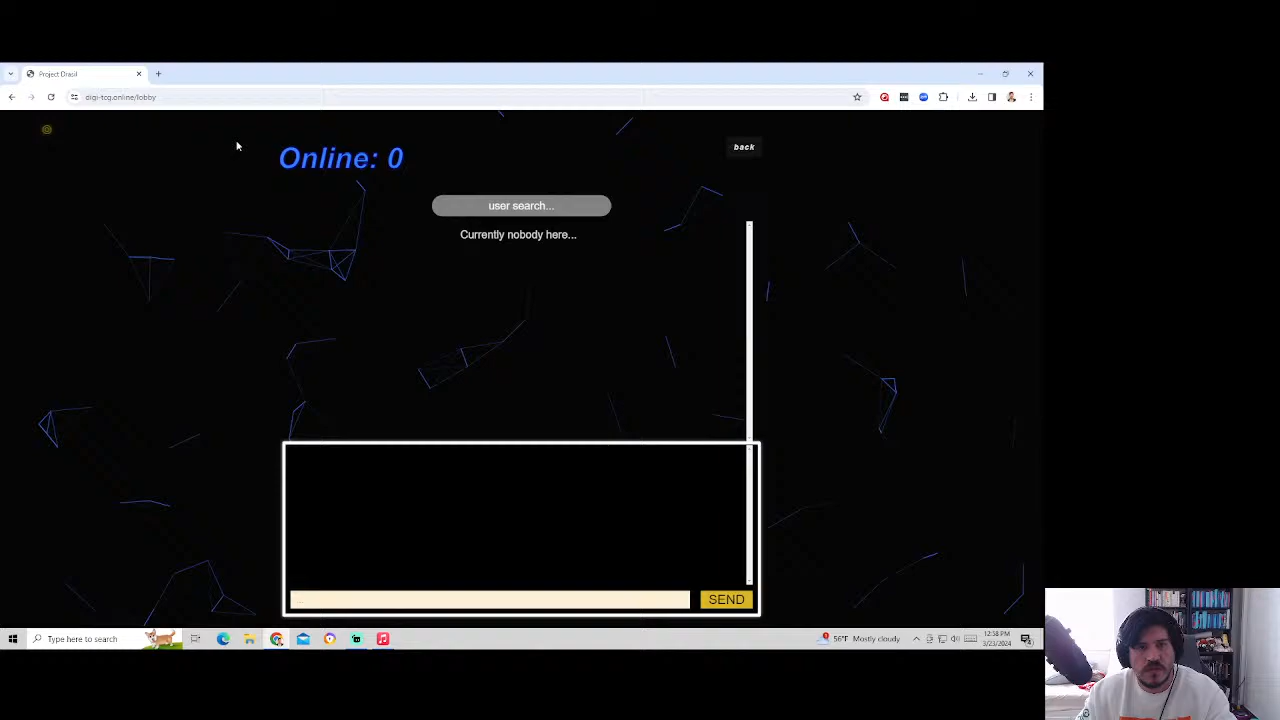 Project Drasil
digi-tcg.online/lobby
Online: 0
back
user search...
Currently nobody here...
...
SEND
Type here to search
56°F Mostly cloudy
12:38 PM
3/23/2024